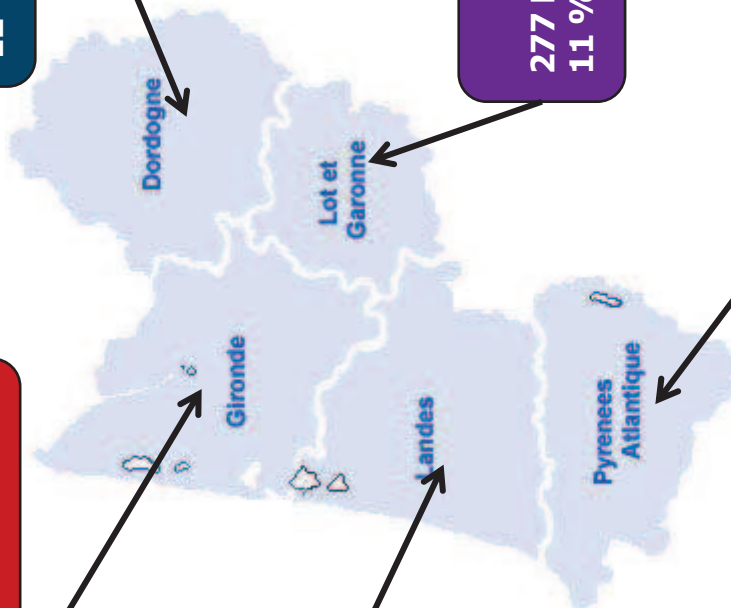 Dordogne
Lot et
Garonne
Gironde
Landes
Pyrenees
Atlantique
277
11 %